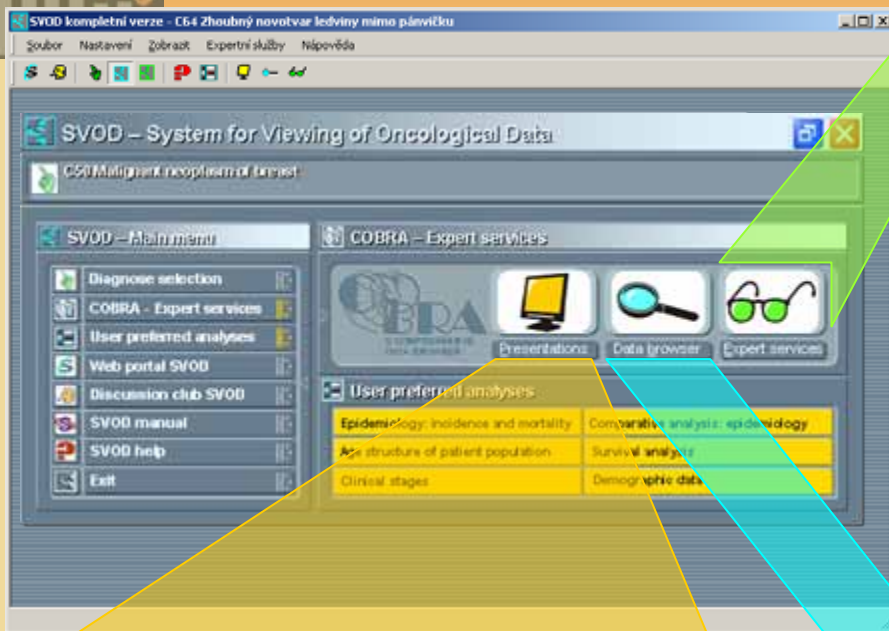 SVOD kompletní verze - C64 Zhoubný novotvar ledviny mimo pánvičku
Soubor Nastavení Zobrazit Expertní služby Nápověda
SVOD – System for Viewing of Oncological Data
C50 Malignant neoplasm of breast
SVOD – Main menu
Diagnose selection
COBRA - Expert services
User preferred analyses
Web portal SVOD
Discussion club SVOD
SVOD manual
SVOD help
Exit
COBRA – Expert services
Presentations
Data browser
Expert services
User preferred analyses
Epidemiology: incidence and mortality
Comparative analysis: epidemiology
Age structure of patient population
Survival analysis
Clinical stages
Demographic data